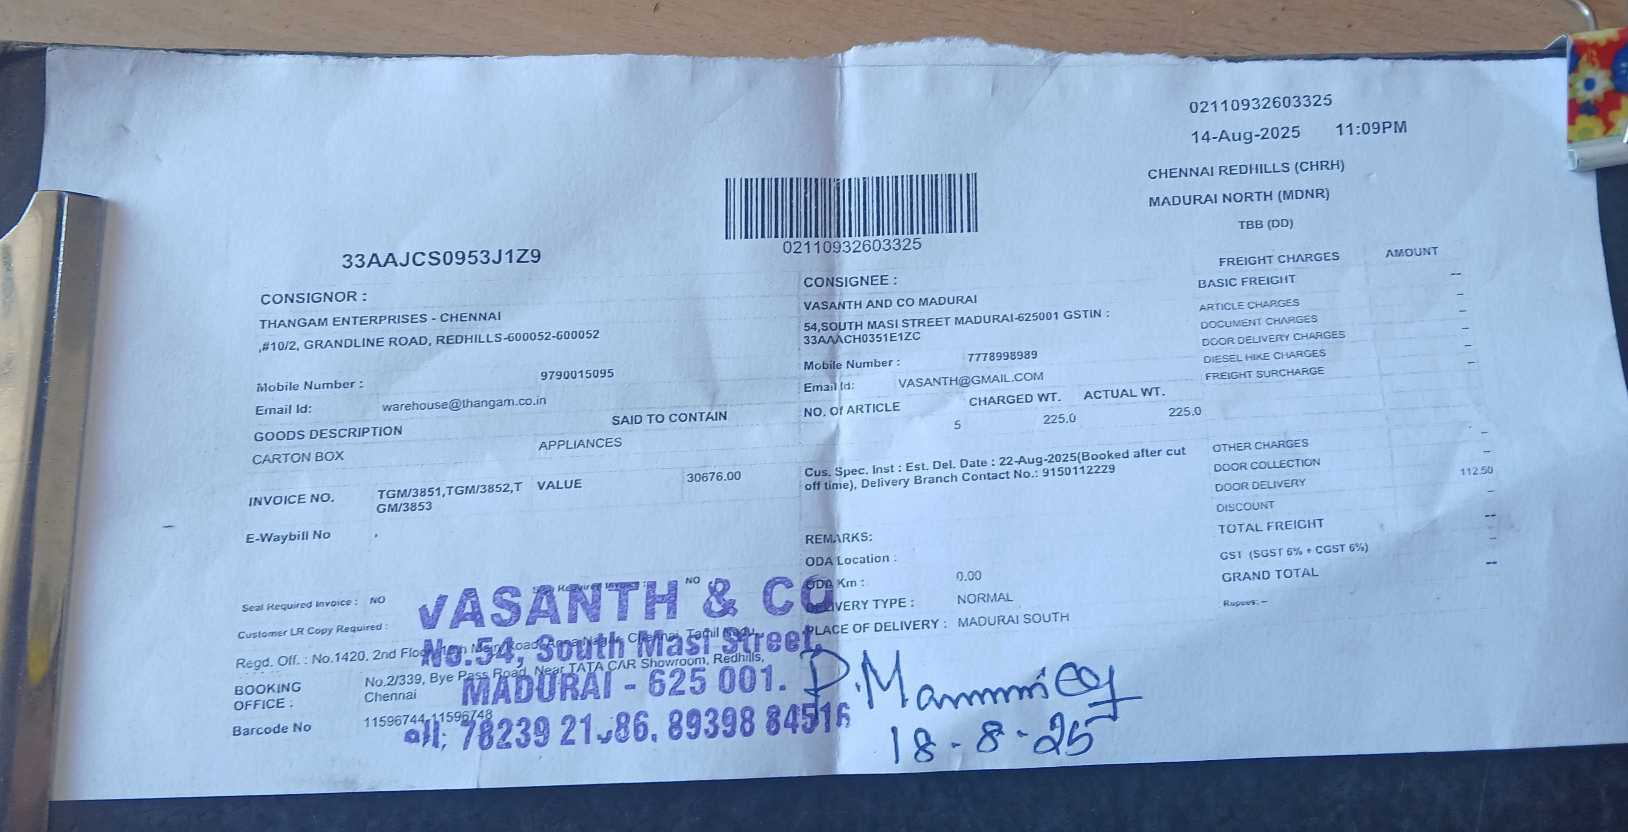 02110932603325
14-Aug-2025 11:09PM
CHENNAI REDHILLS (CHRH)
MADURAI NORTH (MDNR)
TBB (DD)
02110932603325
33AAJCS0953J1Z9
CONSIGNOR :
THANGAM ENTERPRISES - CHENNAI
,#10/2, GRANDLINE ROAD, REDHILLS-600052-600052
Mobile Number : 9790015095
Email Id: warehouse@thangam.co.in
GOODS DESCRIPTION SAID TO CONTAIN
CARTON BOX APPLIANCES
INVOICE NO. TGM/3851,TGM/3852,T VALUE 30676.00
GM/3853
E-Waybill No ,
Seal Required Invoice : NO
Customer LR Copy Required :
Regd. Off. : No.1420, 2nd Floor, Main Road, Anna Nagar, Chennai, Tamil Nadu
BOOKING No.2/339, Bye Pass Road, Near TATA CAR Showroom, Redhills,
OFFICE : Chennai
Barcode No 11596744-11596748
CONSIGNEE :
VASANTH AND CO MADURAI
54,SOUTH MASI STREET MADURAI-625001 GSTIN :
33AAACH0351E1ZC
Mobile Number : 7778998989
Email Id: VASANTH@GMAIL.COM
NO. Of ARTICLE CHARGED WT. ACTUAL WT.
5 225.0 225.0
Cus. Spec. Inst : Est. Del. Date : 22-Aug-2025(Booked after cut
off time), Delivery Branch Contact No.: 9150112229
REMARKS:
ODA Location :
ODA Km : 0.00
DELIVERY TYPE : NORMAL
PLACE OF DELIVERY : MADURAI SOUTH
FREIGHT CHARGES AMOUNT
BASIC FREIGHT --
ARTICLE CHARGES --
DOCUMENT CHARGES --
DOOR DELIVERY CHARGES --
DIESEL HIKE CHARGES --
FREIGHT SURCHARGE --
OTHER CHARGES --
DOOR COLLECTION --
DOOR DELIVERY 112.50
DISCOUNT --
TOTAL FREIGHT --
GST (SGST 6% + CGST 6%) --
GRAND TOTAL --
Rupees: --
VASANTH & CO
No.54, South Masi Street,
MADURAI - 625 001.
78239 21 86, 89398 84516
18-8-25